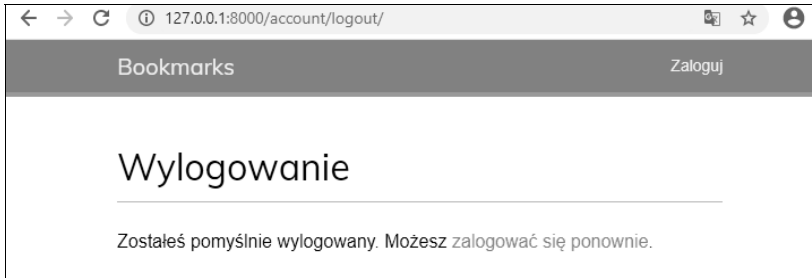 127.0.0.1:8000/account/logout/
Bookmarks Zaloguj
Wylogowanie
Zostałeś pomyślnie wylogowany. Możesz zalogować się ponownie.